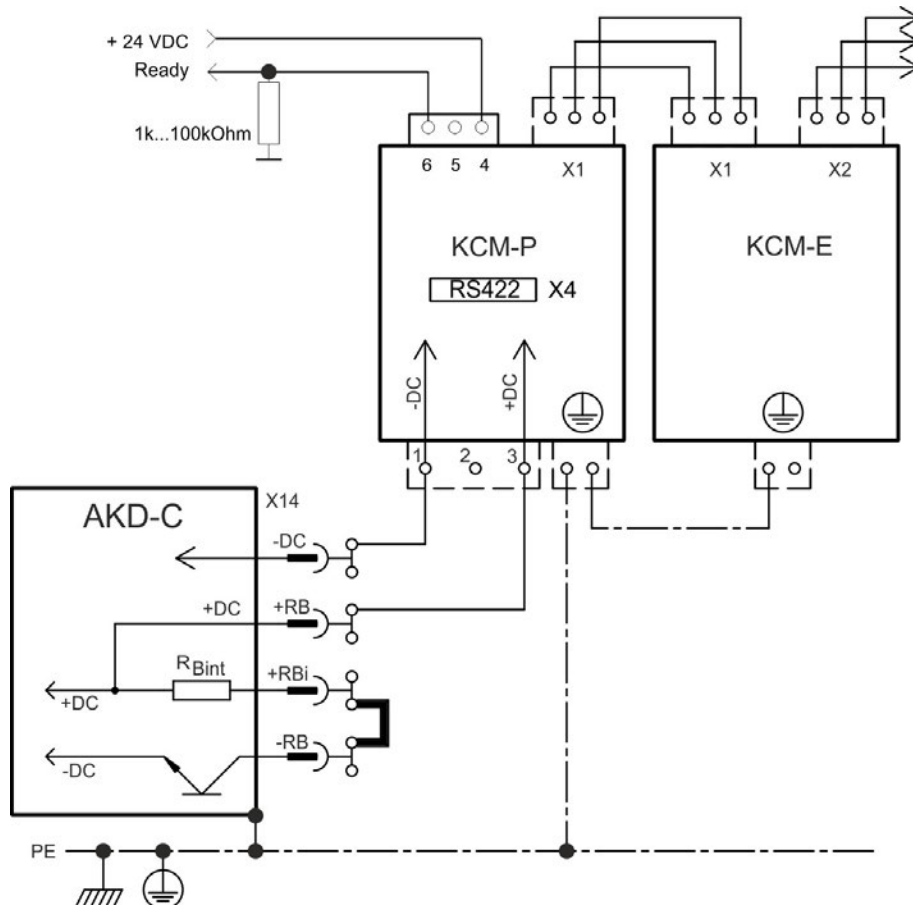 + 24 VDC
Ready
1k...100kOhm
6 5 4
X1
X1
X2
KCM-P
KCM-E
RS422
X4
-DC
+DC
1
2
3
X14
AKD-C
-DC
+DC
+RB
RBint
+RBi
+DC
-RB
-DC
PE